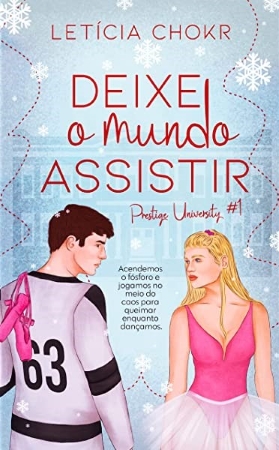 LETÍCIA CHOKR
DEIXE
o mundo
ASSISTIR
Prestige University #1
Acendemos
o fósforo e
jogamos no
meio do
caos para
queimar
enquanto
dançamos.
63